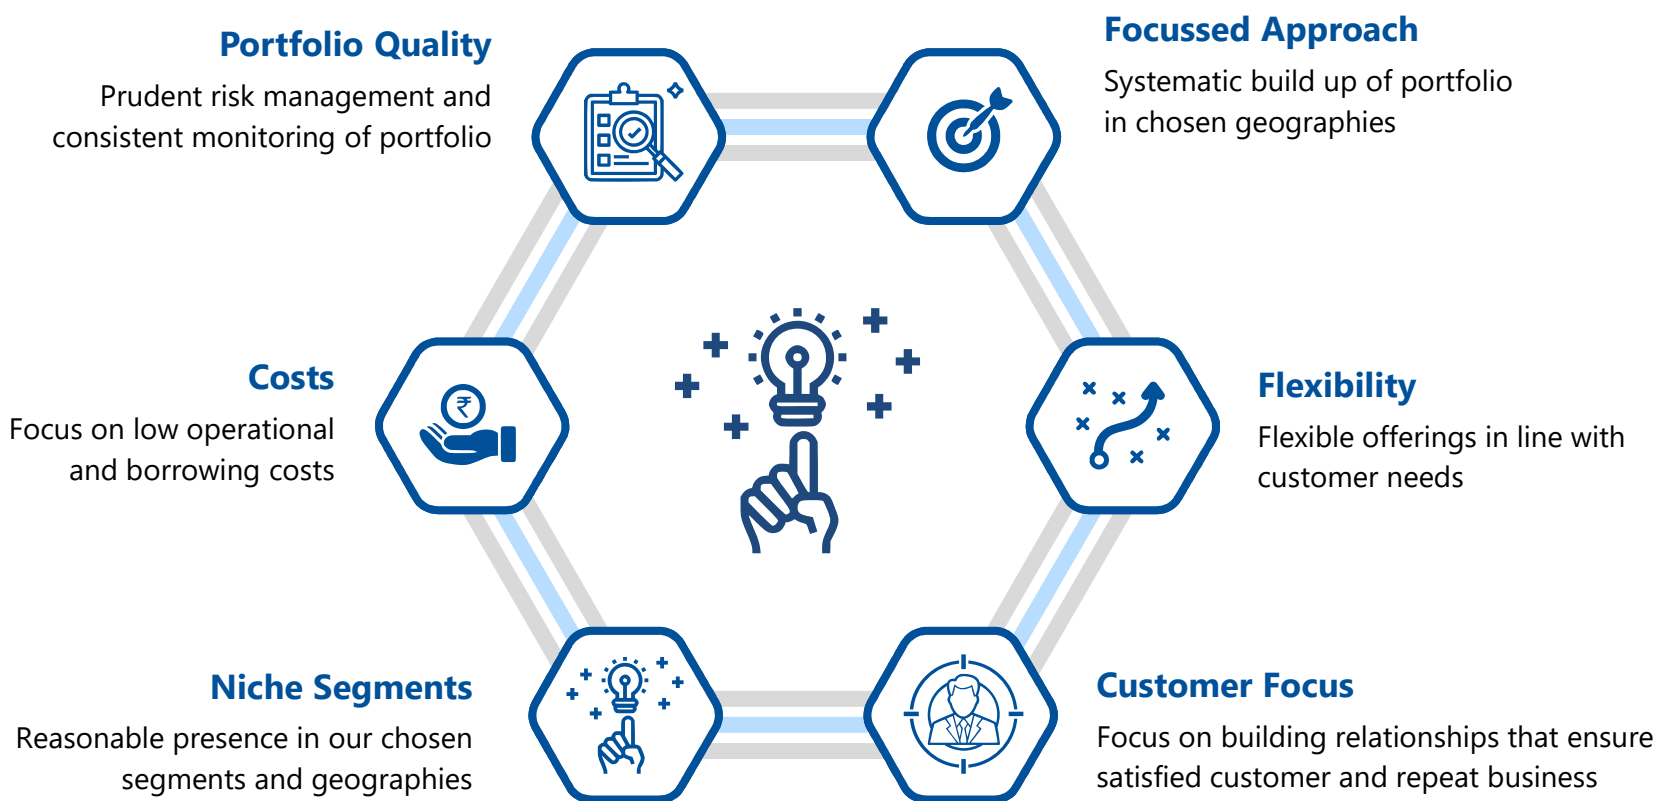 Portfolio Quality
Prudent risk management and
consistent monitoring of portfolio
Focussed Approach
Systematic build up of portfolio
in chosen geographies
Costs
Focus on low operational
and borrowing costs
₹
Flexibility
Flexible offerings in line with
customer needs
Niche Segments
Reasonable presence in our chosen
segments and geographies
Customer Focus
Focus on building relationships that ensure
satisfied customer and repeat business